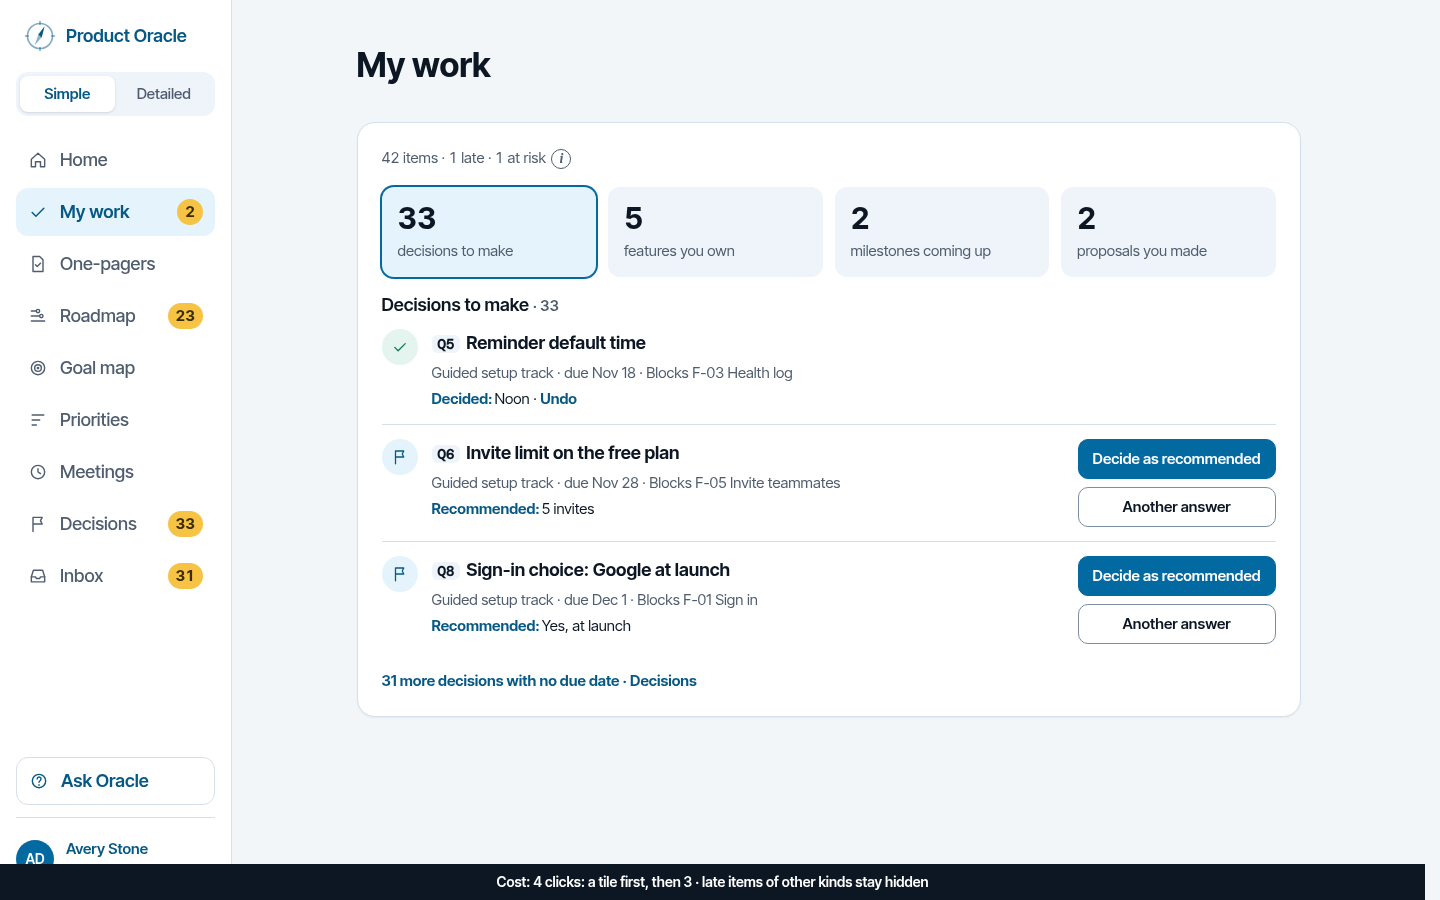 Product Oracle
Simple
Detailed
Home
My work
2
One-pagers
Roadmap
23
Goal map
Priorities
Meetings
Decisions
33
Inbox
31
Ask Oracle
AD
Avery Stone
My work
42 items · 1 late · 1 at risk i
33
decisions to make
5
features you own
2
milestones coming up
2
proposals you made
Decisions to make · 33
Q5 Reminder default time
Guided setup track · due Nov 18 · Blocks F-03 Health log
Decided: Noon · Undo
Q6 Invite limit on the free plan
Guided setup track · due Nov 28 · Blocks F-05 Invite teammates
Recommended: 5 invites
Decide as recommended
Another answer
Q8 Sign-in choice: Google at launch
Guided setup track · due Dec 1 · Blocks F-01 Sign in
Recommended: Yes, at launch
Decide as recommended
Another answer
31 more decisions with no due date · Decisions
Cost: 4 clicks: a tile first, then 3 · late items of other kinds stay hidden